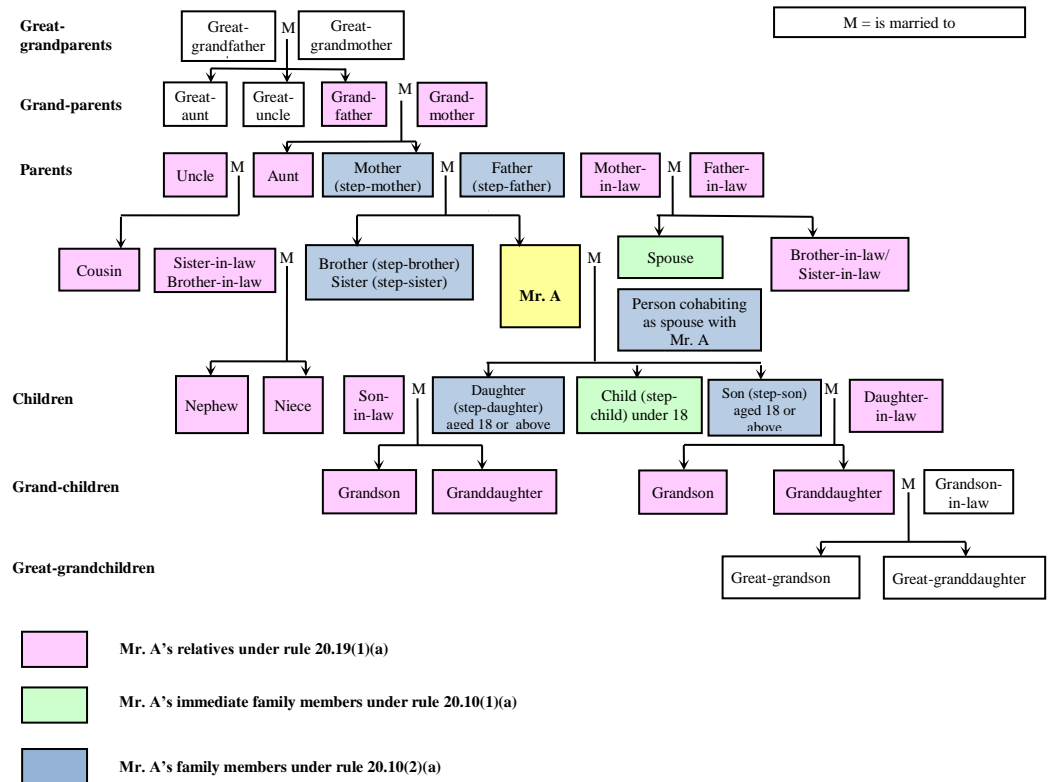 M = is married to
Great-
grandparents
Great-
grandfather
M
Great-
grandmother
Grand-parents
Great-
aunt
Great-
uncle
Grand-
father
M
Grand-
mother
Parents
Uncle
M
Aunt
Mother
(step-mother)
M
Father
(step-father)
Mother-
in-law
M
Father-
in-law
Cousin
Sister-in-law
Brother-in-law
M
Brother (step-brother)
Sister (step-sister)
Mr. A
M
Spouse
Brother-in-law/
Sister-in-law
Person cohabiting
as spouse with
Mr. A
Children
Nephew
Niece
Son-
in-law
M
Daughter
(step-daughter)
aged 18 or above
Child (step-
child) under 18
Son (step-son)
aged 18 or
above
M
Daughter-
in-law
Grand-children
Grandson
Granddaughter
Grandson
Granddaughter
M
Grandson-
in-law
Great-grandchildren
Great-grandson
Great-granddaughter
Mr. A's relatives under rule 20.19(1)(a)
Mr. A's immediate family members under rule 20.10(1)(a)
Mr. A's family members under rule 20.10(2)(a)